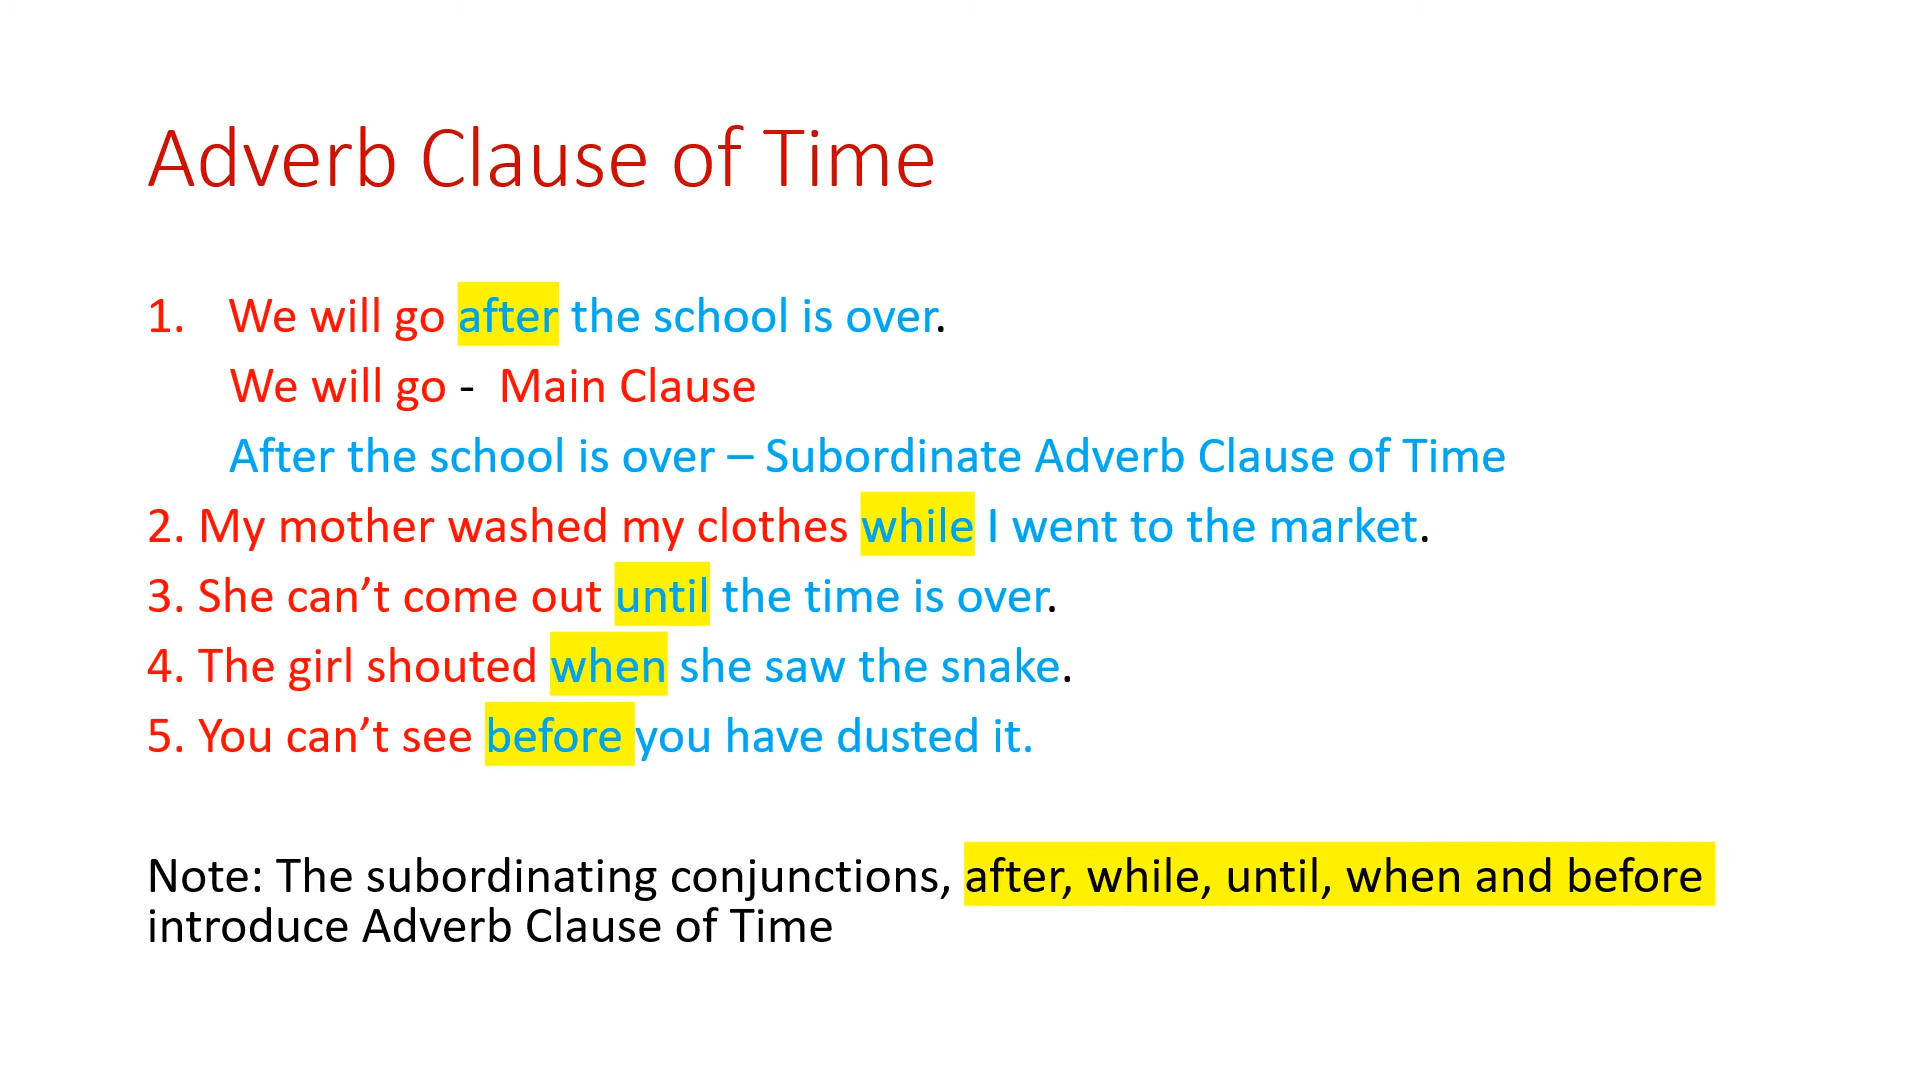 Adverb Clause of Time
1. We will go after the school is over.
We will go - Main Clause
After the school is over – Subordinate Adverb Clause of Time
2. My mother washed my clothes while I went to the market.
3. She can’t come out until the time is over.
4. The girl shouted when she saw the snake.
5. You can’t see before you have dusted it.
Note: The subordinating conjunctions, after, while, until, when and before
introduce Adverb Clause of Time